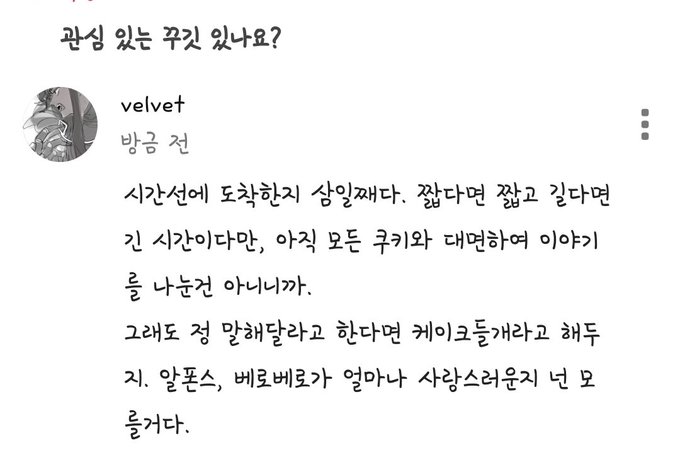 관심 있는 꾸깃 있나요?
velvet
방금 전
시간선에 도착한지 삼일째다. 짧다면 짧고 길다면
긴 시간이다만, 아직 모든 쿠키와 대면하여 이야기
를 나눈건 아니니까.
그래도 정 말해달라고 한다면 케이크들개라고 해두
지. 알폰스, 베로베로가 얼마나 사랑스러운지 넌 모
를거다.